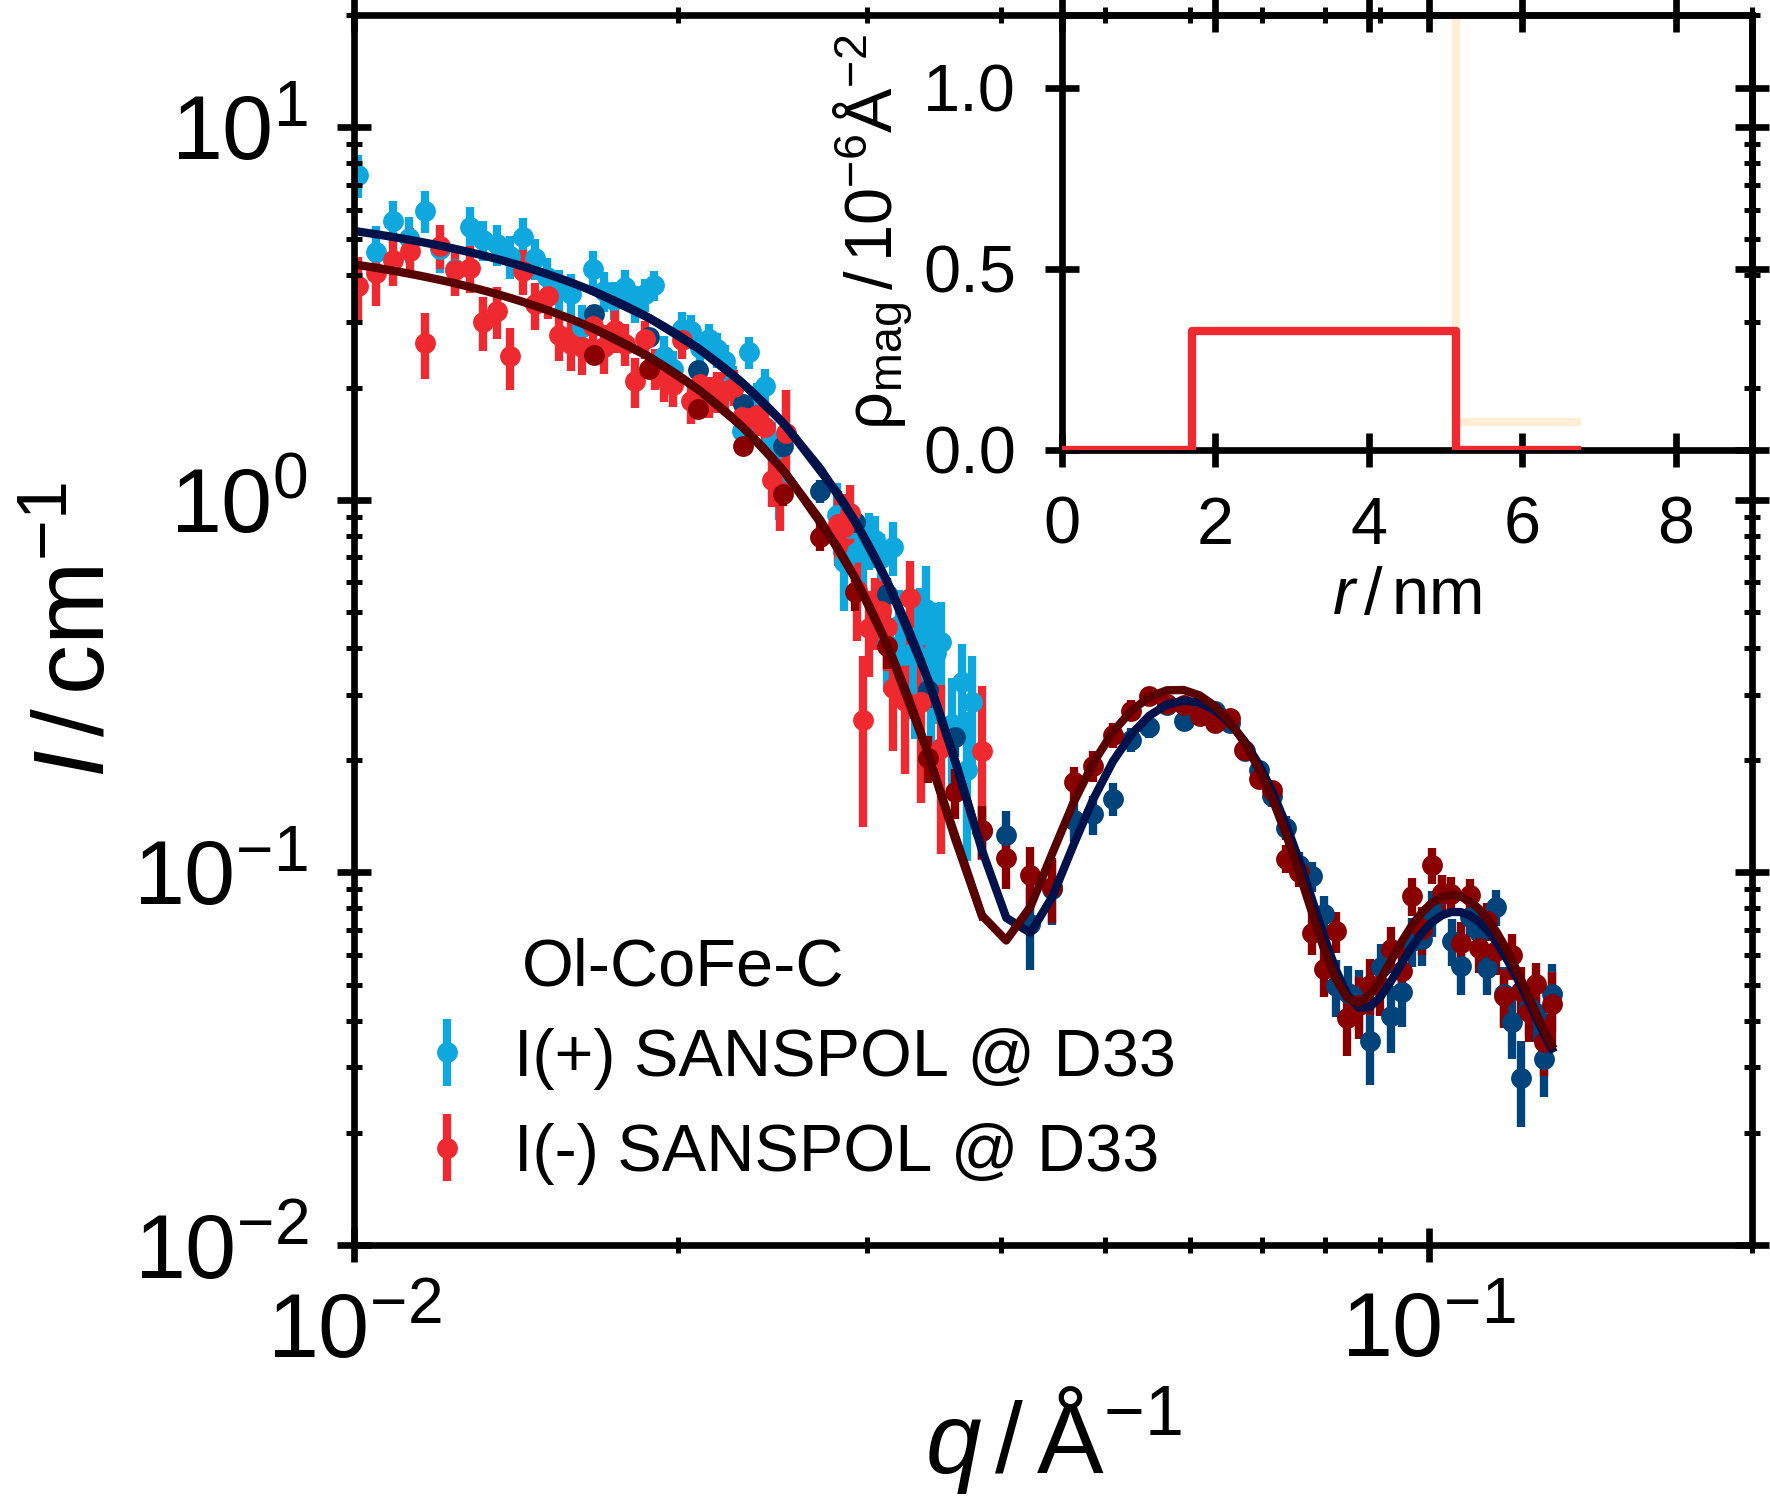 10¹
10⁰
10⁻¹
10⁻²
I / cm⁻¹
10⁻²
10⁻¹
q / Å⁻¹
ρmag / 10⁻⁶Å⁻²
1.0
0.5
0.0
0 2 4 6 8
r / nm
Ol-CoFe-C
I(+) SANSPOL @ D33
I(-) SANSPOL @ D33